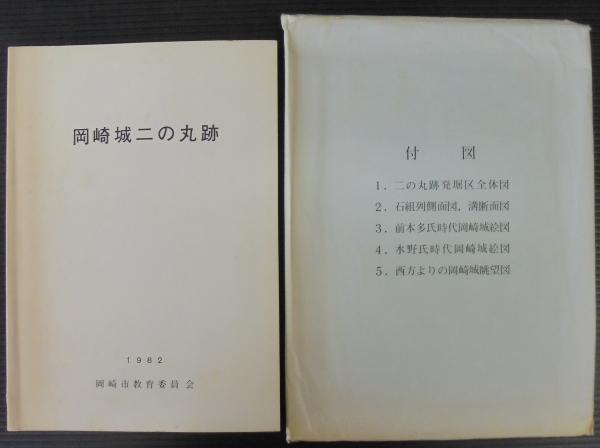 岡崎城二の丸跡
1982
岡崎市教育委員会
付 図
1．二の丸跡発堀区全体図
2．石組列側面図，溝断面図
3．前本多氏時代岡崎城絵図
4．水野氏時代岡崎城絵図
5．西方よりの岡崎城眺望図